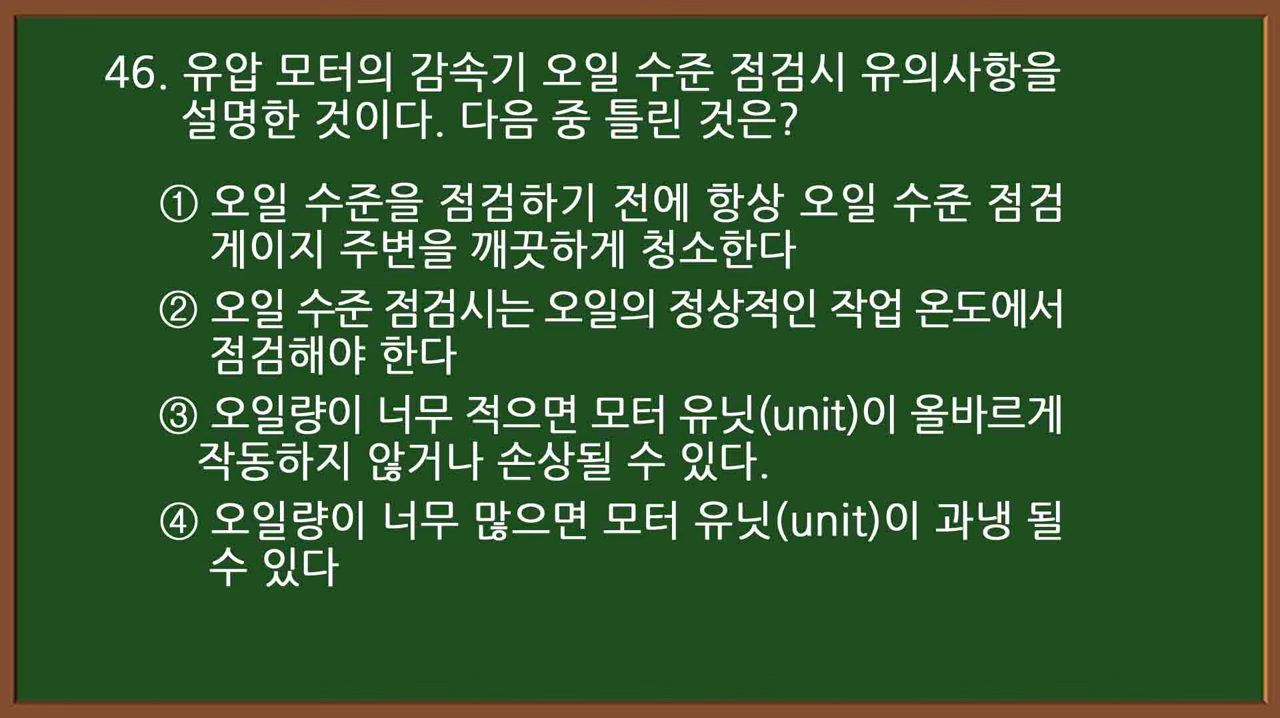 46. 유압 모터의 감속기 오일 수준 점검시 유의사항을
설명한 것이다. 다음 중 틀린 것은?
① 오일 수준을 점검하기 전에 항상 오일 수준 점검
게이지 주변을 깨끗하게 청소한다
② 오일 수준 점검시는 오일의 정상적인 작업 온도에서
점검해야 한다
③ 오일량이 너무 적으면 모터 유닛(unit)이 올바르게
작동하지 않거나 손상될 수 있다.
④ 오일량이 너무 많으면 모터 유닛(unit)이 과냉 될
수 있다